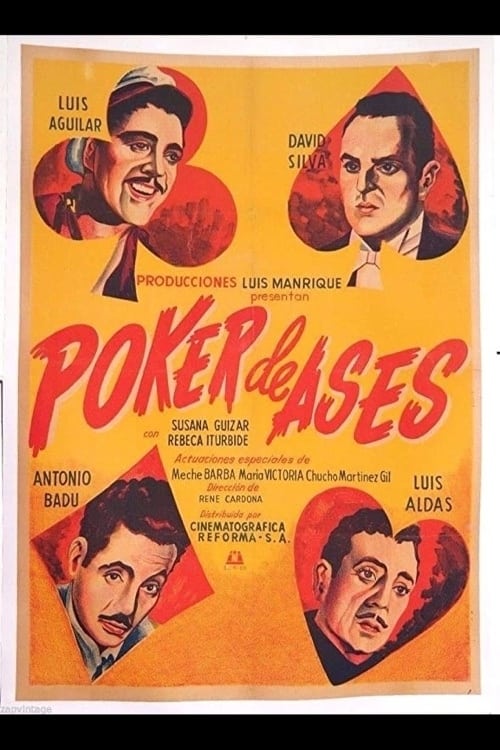 LUIS
AGUILAR
DAVID
SILVA
PRODUCCIONES LUIS MANRIQUE
presentan
POKER de ASES
con
SUSANA GUIZAR
REBECA ITURBIDE
Actuaciones especiales de
Meche BARBA Maria VICTORIA Chucho Martinez Gil
Dirección de
RENE CARDONA
Distribuida por
CINEMATOGRAFICA
REFORMA-S.A.
ANTONIO
BADU
LUIS
ALDAS
zapvintage